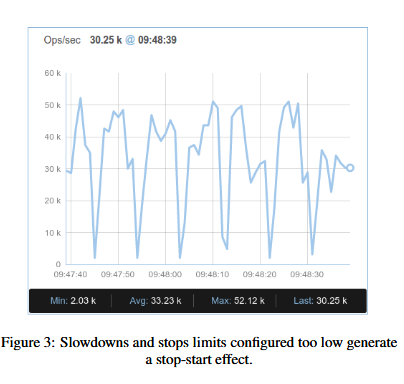 Ops/sec 30.25 k @ 09:48:39
60 k
50 k
40 k
30 k
20 k
10 k
0
09:47:40 09:47:50 09:48:00 09:48:10 09:48:20 09:48:30
Min: 2.03 k Avg: 33.23 k Max: 52.12 k Last: 30.25 k
Figure 3: Slowdowns and stops limits configured too low generate
a stop-start effect.